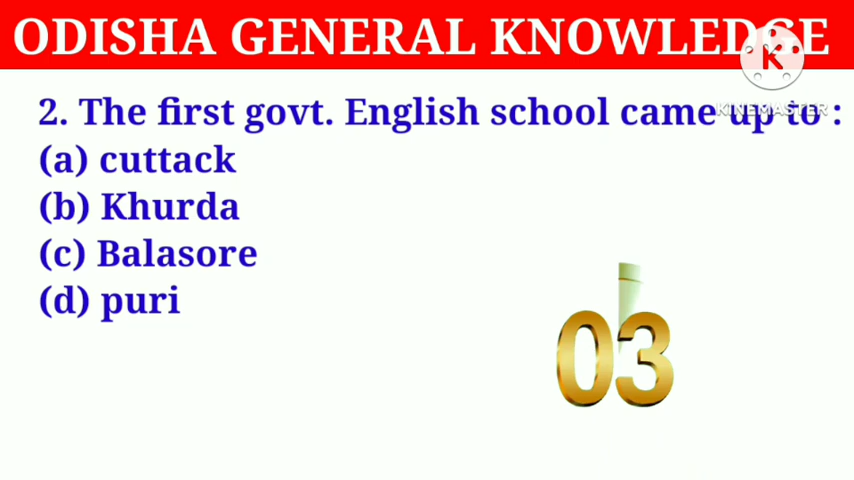 ODISHA GENERAL KNOWLEDGE
KINEMASTER
2. The first govt. English school came up to :
(a) cuttack
(b) Khurda
(c) Balasore
(d) puri
03